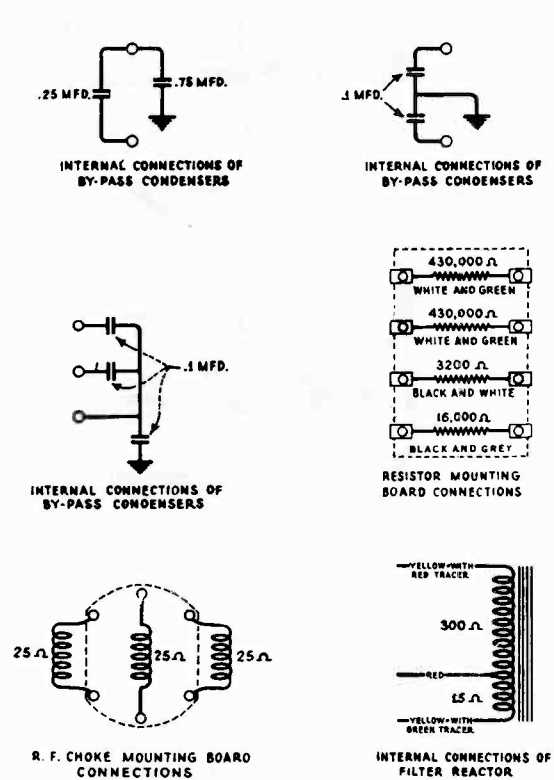 .25 MFD.
.75 MFD.
INTERNAL CONNECTIONS OF
BY-PASS CONDENSERS
.1 MFD.
INTERNAL CONNECTIONS OF
BY-PASS CONDENSERS
.1 MFD.
INTERNAL CONNECTIONS OF
BY-PASS CONDENSERS
430,000 Ω
WHITE AND GREEN
430,000 Ω
WHITE AND GREEN
3200 Ω
BLACK AND WHITE
16,000 Ω
BLACK AND GREY
RESISTOR MOUNTING
BOARD CONNECTIONS
25 Ω
25 Ω
25 Ω
R. F. CHOKE MOUNTING BOARD
CONNECTIONS
YELLOW-WITH
RED TRACER
300 Ω
RED
15 Ω
YELLOW-WITH
GREEN TRACER
INTERNAL CONNECTIONS OF
FILTER REACTOR